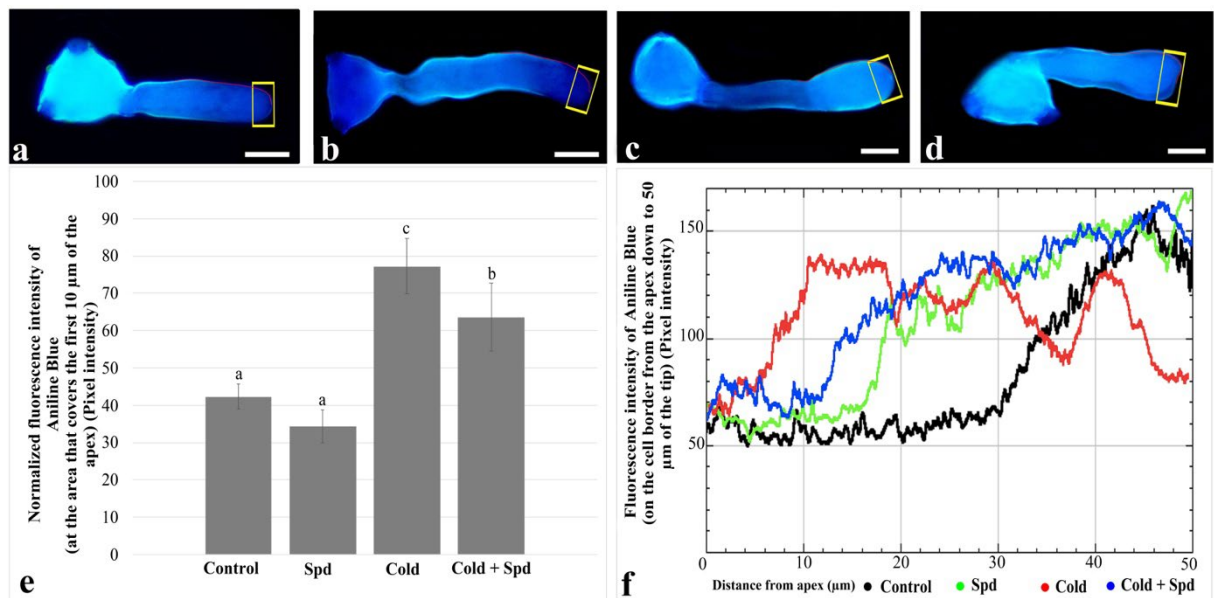 a
b
c
d
Normalized fluorescence intensity of
Aniline Blue
(at the area that covers the first 10 µm of the
apex) (Pixel intensity)
100
90
80
70
60
50
40
30
20
10
0
a
a
c
b
Control Spd Cold Cold + Spd
e
Fluorescence intensity of Aniline Blue
(on the cell border from the apex down to 50
µm of the tip) (Pixel intensity)
150
100
50
0 10 20 30 40 50
Distance from apex (µm) Control Spd Cold Cold + Spd
f